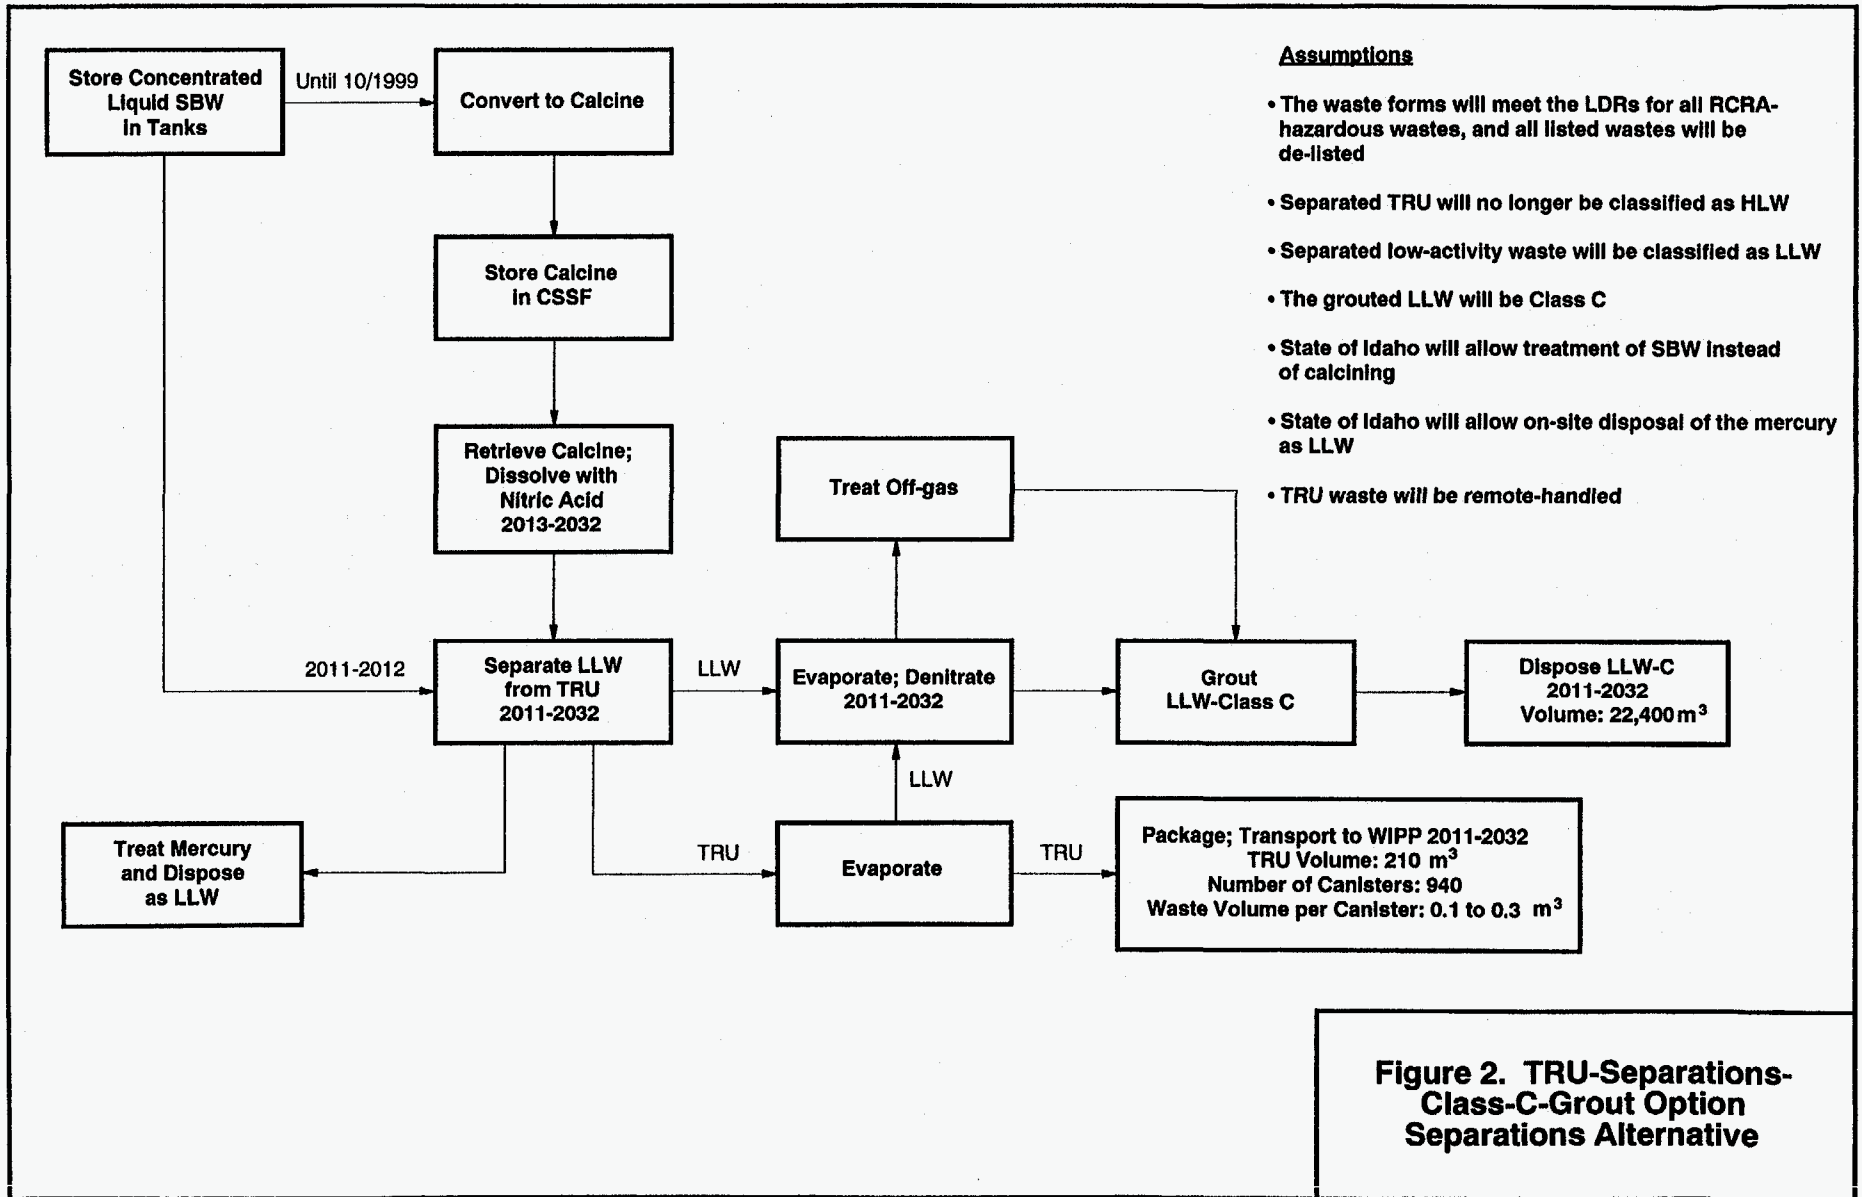 Store Concentrated
Liquid SBW
in Tanks
Until 10/1999
Convert to Calcine
Store Calcine
in CSSF
Retrieve Calcine;
Dissolve with
Nitric Acid
2013-2032
2011-2012
Separate LLW
from TRU
2011-2032
LLW
Evaporate; Denitrate
2011-2032
Treat Off-gas
Grout
LLW-Class C
Dispose LLW-C
2011-2032
Volume: 22,400 m³
LLW
Treat Mercury
and Dispose
as LLW
TRU
Evaporate
TRU
Package; Transport to WIPP 2011-2032
TRU Volume: 210 m³
Number of Canisters: 940
Waste Volume per Canister: 0.1 to 0.3 m³
Assumptions
• The waste forms will meet the LDRs for all RCRA-
hazardous wastes, and all listed wastes will be
de-listed
• Separated TRU will no longer be classified as HLW
• Separated low-activity waste will be classified as LLW
• The grouted LLW will be Class C
• State of Idaho will allow treatment of SBW instead
of calcining
• State of Idaho will allow on-site disposal of the mercury
as LLW
• TRU waste will be remote-handled
Figure 2. TRU-Separations-
Class-C-Grout Option
Separations Alternative